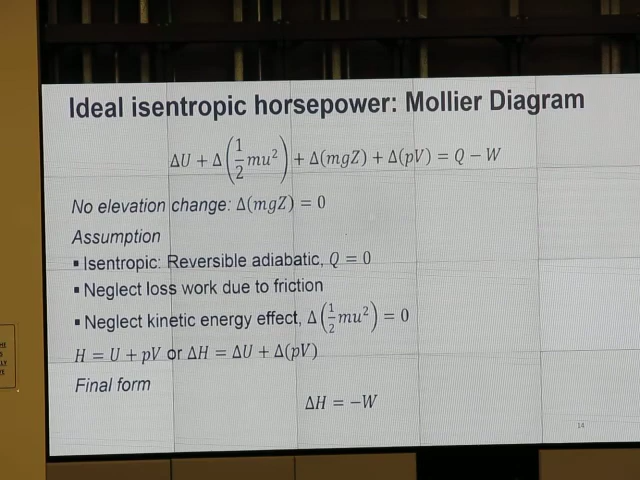 Ideal isentropic horsepower: Mollier Diagram
ΔU + Δ(1/2 mu²) + Δ(mgZ) + Δ(pV) = Q − W
No elevation change: Δ(mgZ) = 0
Assumption
▪ Isentropic: Reversible adiabatic, Q = 0
▪ Neglect loss work due to friction
▪ Neglect kinetic energy effect, Δ(1/2 mu²) = 0
H = U + pV or ΔH = ΔU + Δ(pV)
Final form
ΔH = −W
14